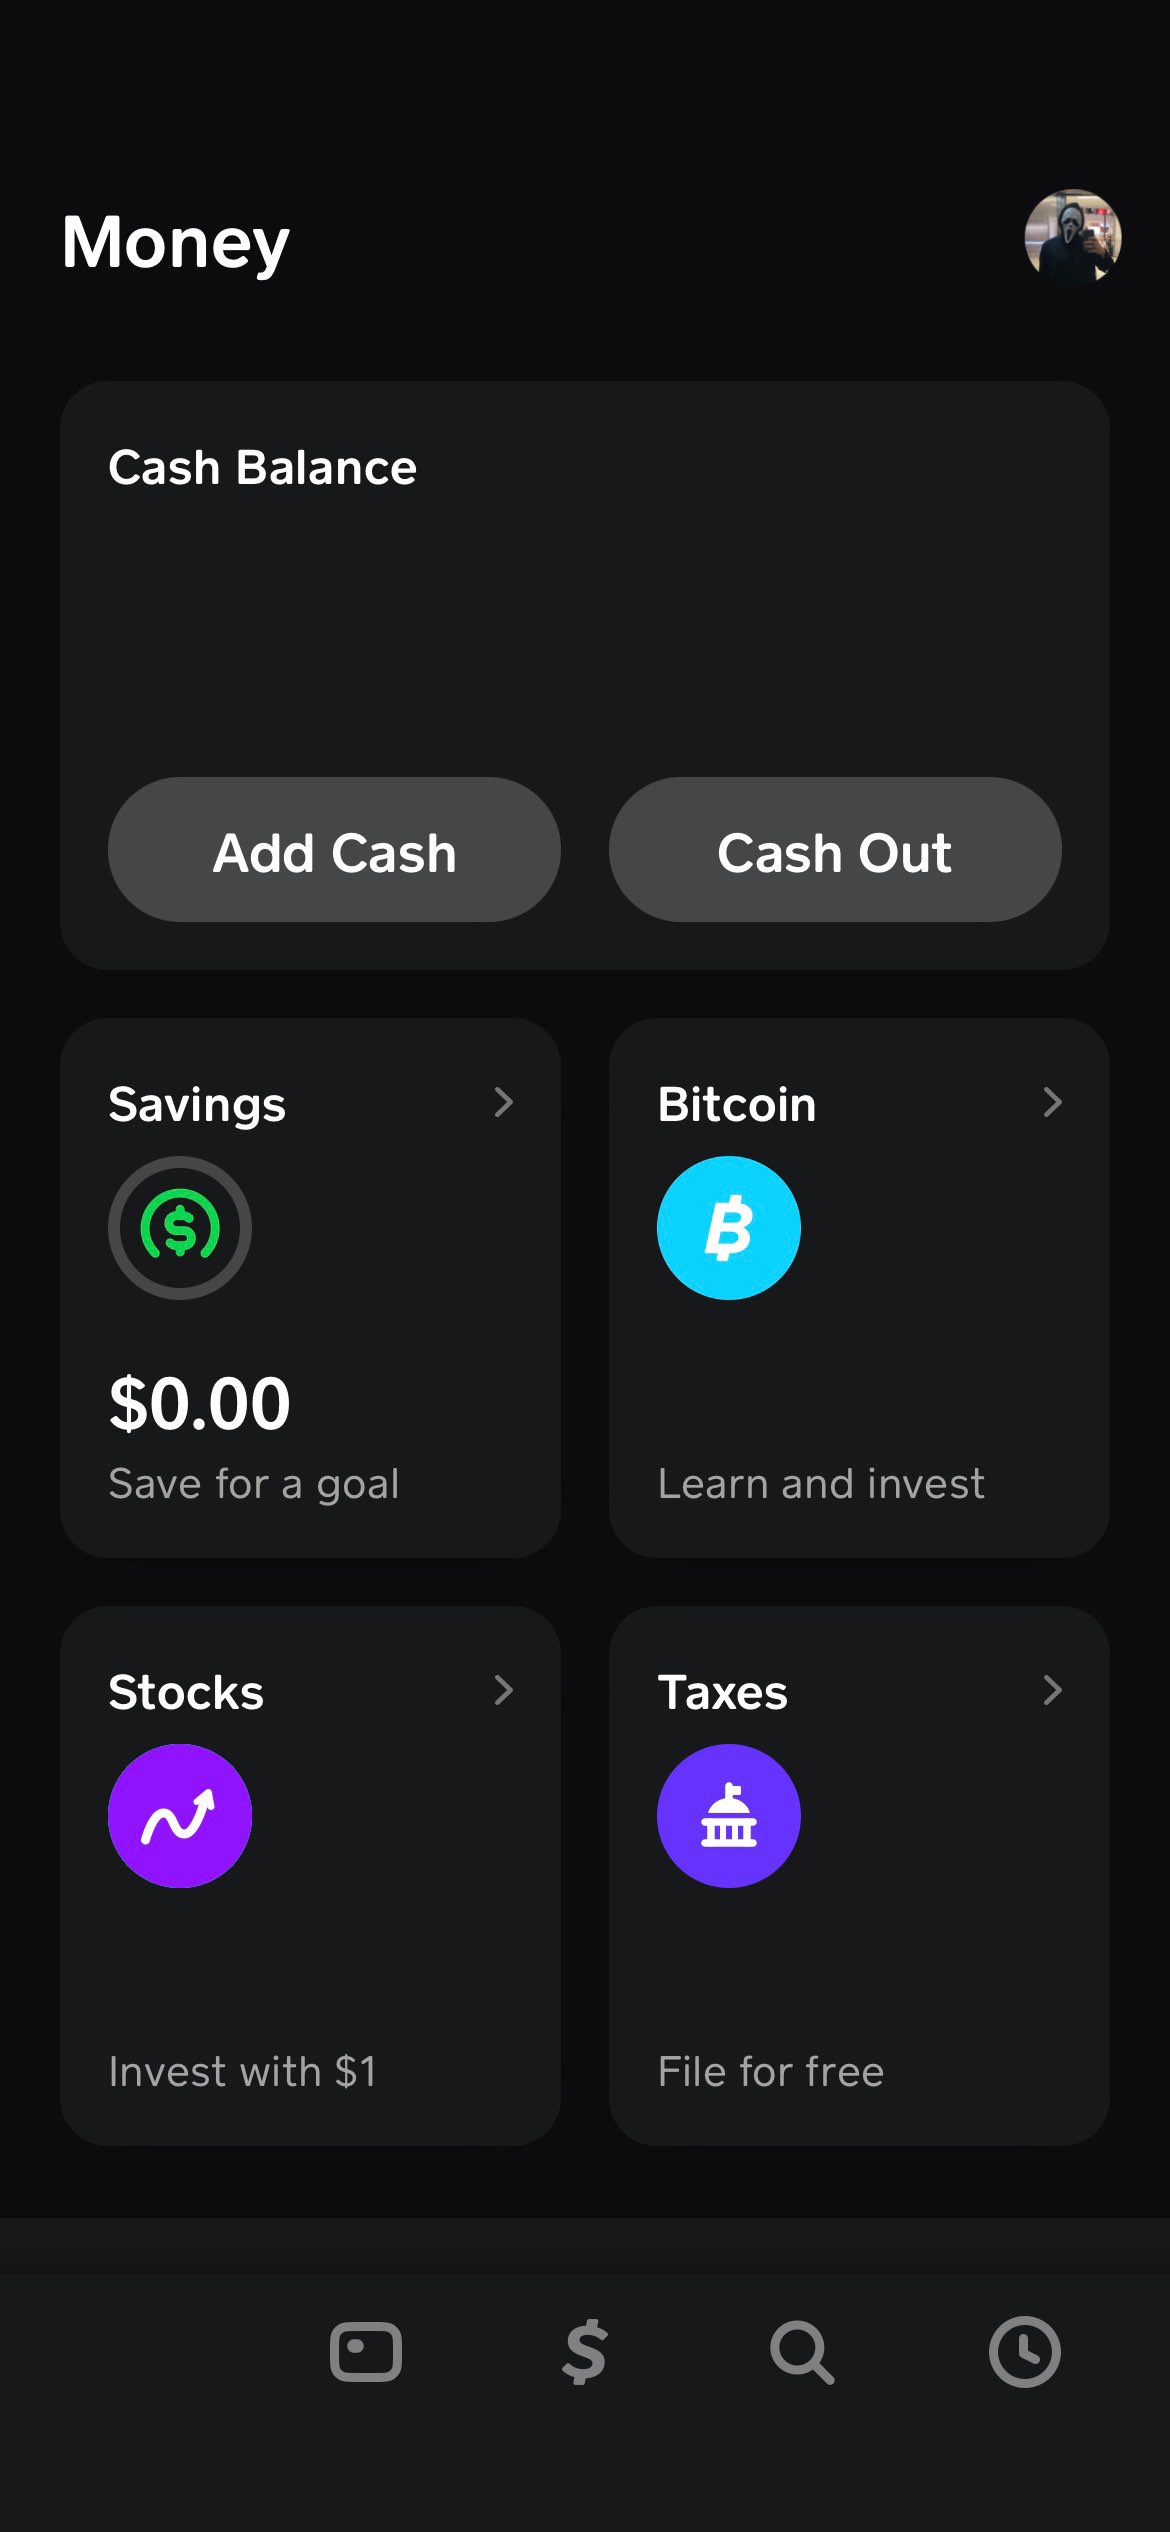 Money
Cash Balance
Add Cash
Cash Out
Savings
Bitcoin
$0.00
Save for a goal
Learn and invest
Stocks
Taxes
Invest with $1
File for free